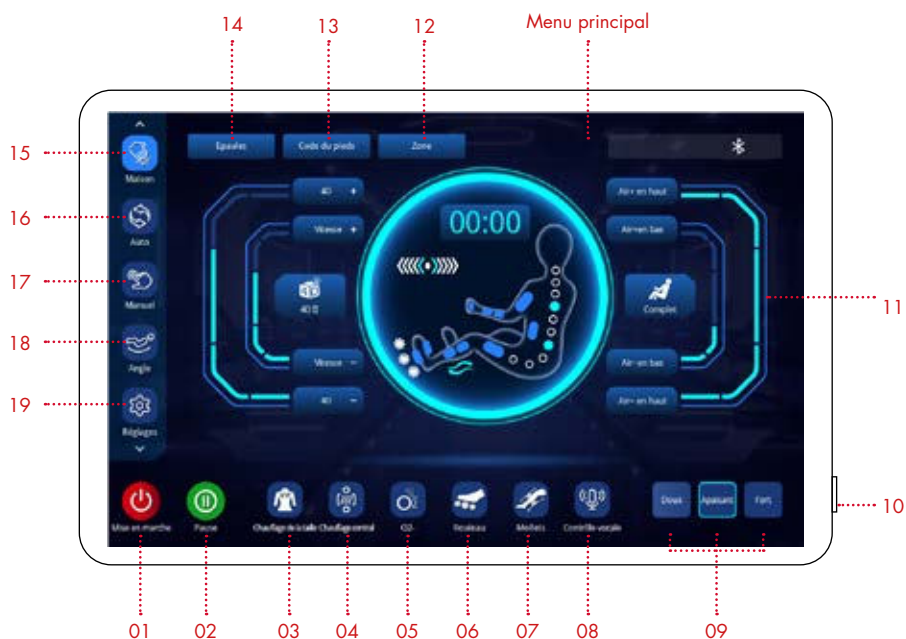 14
13
12
Menu principal
15
16
17
18
19
Maison
Auto
Manuel
Angle
Réglages
Epaules
Code du pieds
Zone
4D +
Vitesse +
4D
Vitesse −
4D −
00:00
Air+ en haut
Air+ en bas
Complet
Air− en bas
Air− en haut
11
10
Mise en marche
Pause
Chauffage de la taille
Chauffage central
O2-
Rouleau
Mollets
Contrôle vocale
Doux
Apaisant
Fort
01
02
03
04
05
06
07
08
09